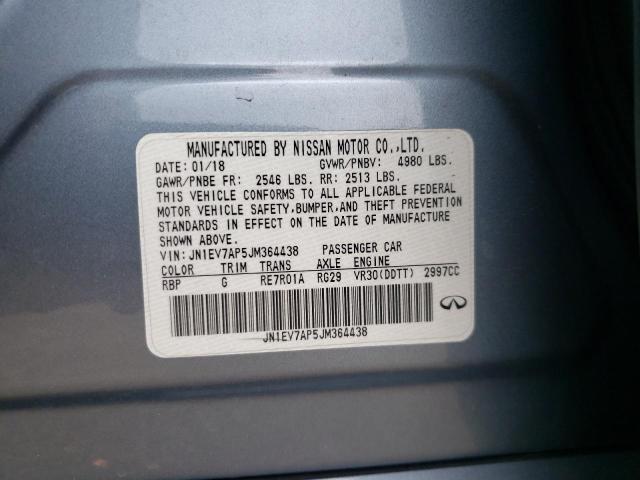 MANUFACTURED BY NISSAN MOTOR CO.,LTD.
DATE: 01/18 GVWR/PNBV: 4980 LBS.
GAWR/PNBE FR: 2546 LBS. RR: 2513 LBS.
THIS VEHICLE CONFORMS TO ALL APPLICABLE FEDERAL
MOTOR VEHICLE SAFETY,BUMPER,AND THEFT PREVENTION
STANDARDS IN EFFECT ON THE DATE OF MANUFACTURE
SHOWN ABOVE.
VIN: JN1EV7AP5JM364438 PASSENGER CAR
COLOR TRIM TRANS AXLE ENGINE
RBP G RE7R01A RG29 VR30(DDTT) 2997CC
JN1EV7AP5JM364438